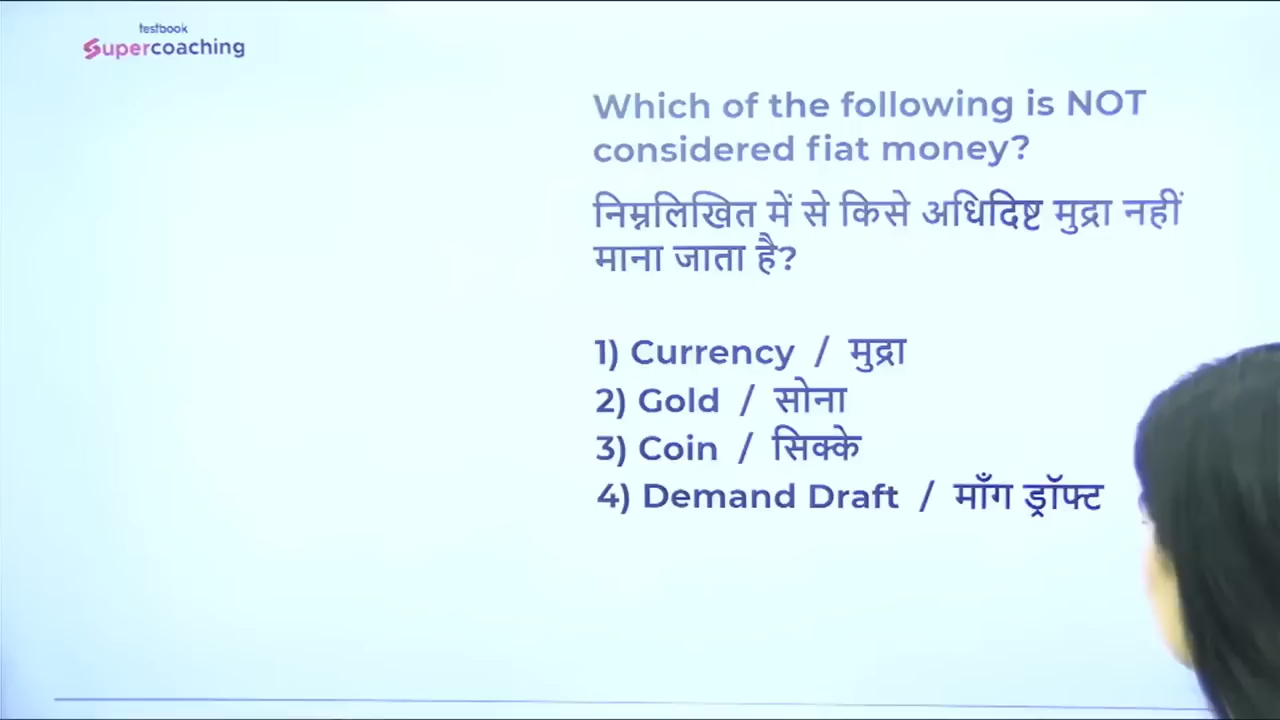 testbook
Supercoaching
Which of the following is NOT
considered fiat money?
निम्नलिखित में से किसे अधिदिष्ट मुद्रा नहीं
माना जाता है?
1) Currency / मुद्रा
2) Gold / सोना
3) Coin / सिक्के
4) Demand Draft / माँग ड्रॉफ्ट